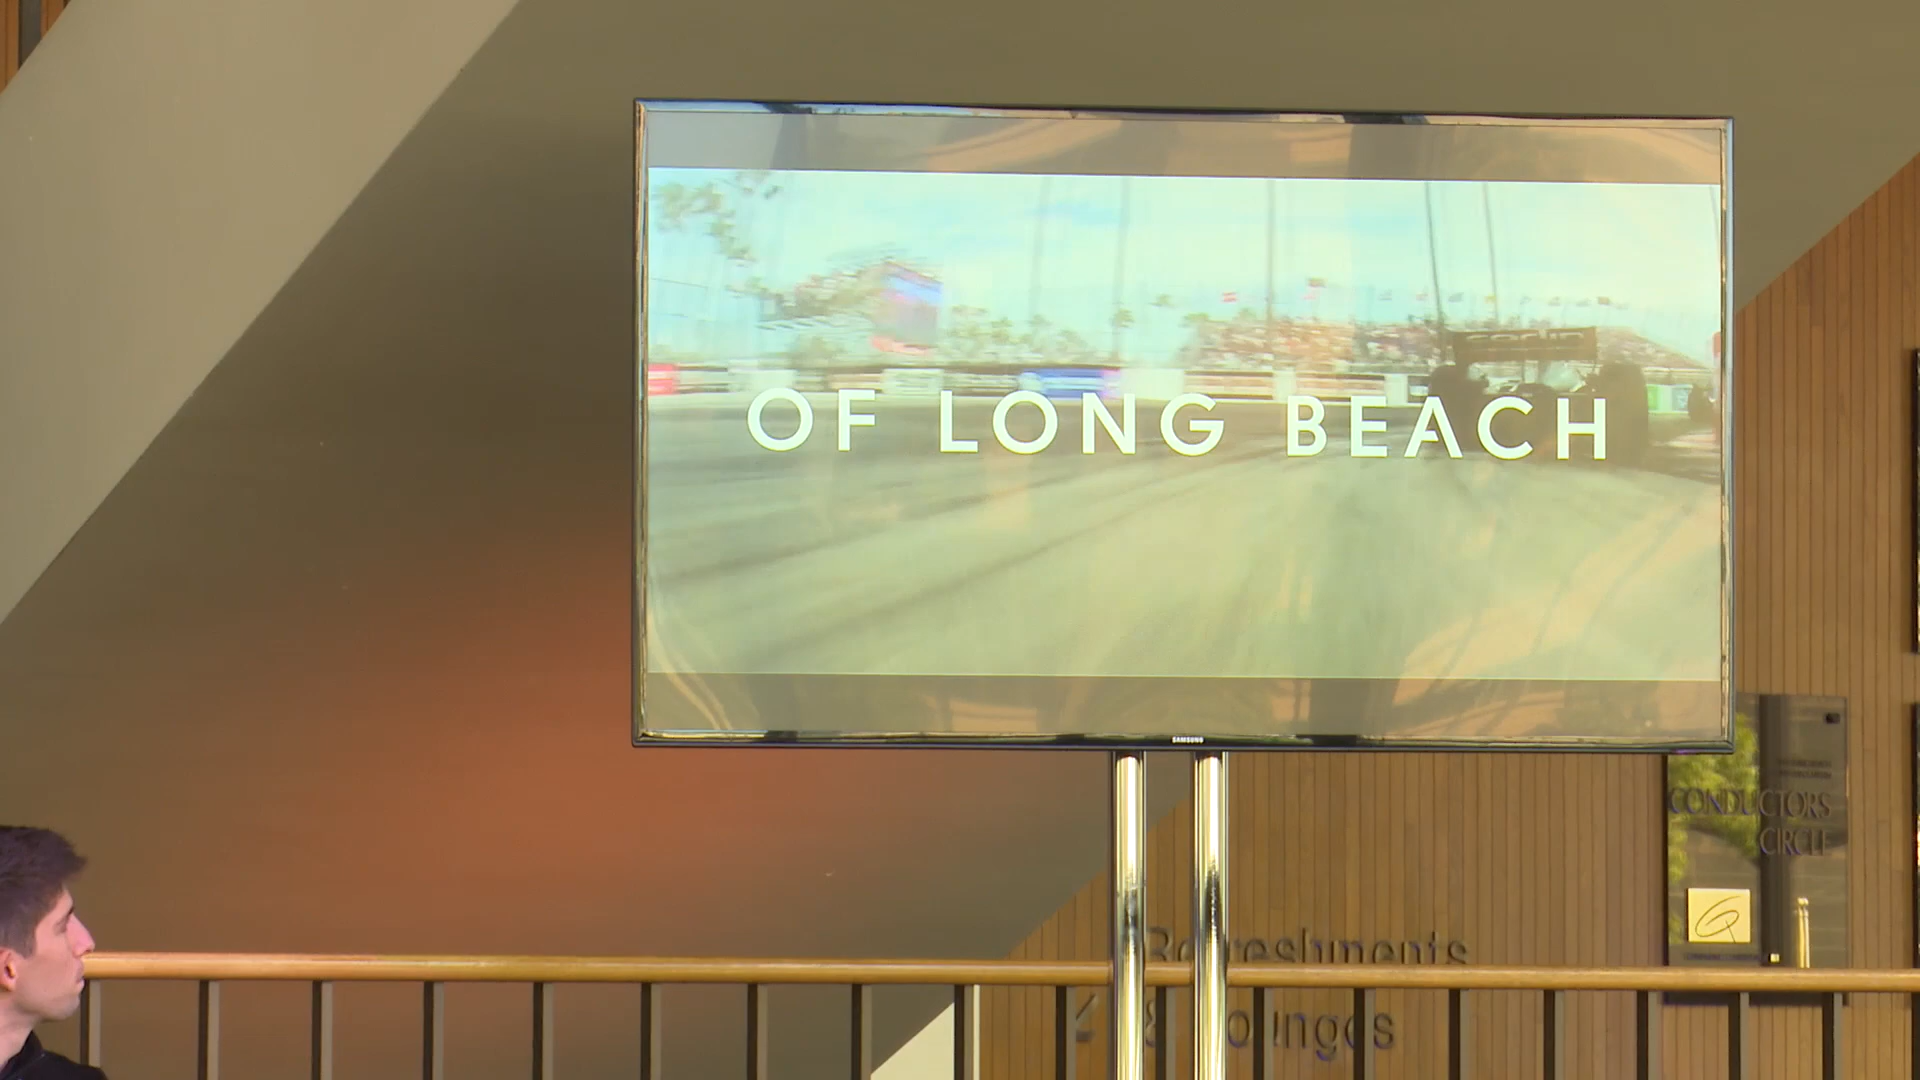 OF LONG BEACH
SAMSUNG
CONDUCTORS
CIRCLE
Refreshments
& Lounges